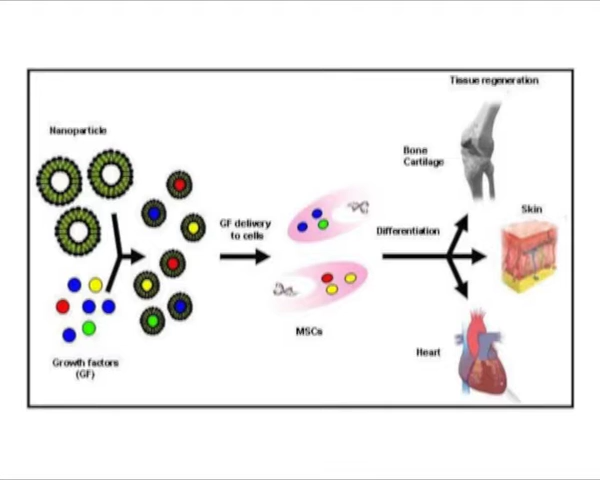 Tissue regeneration
Nanoparticle
Bone
Cartilage
Skin
GF delivery
to cells
Differentiation
MSCs
Heart
Growth factors
(GF)